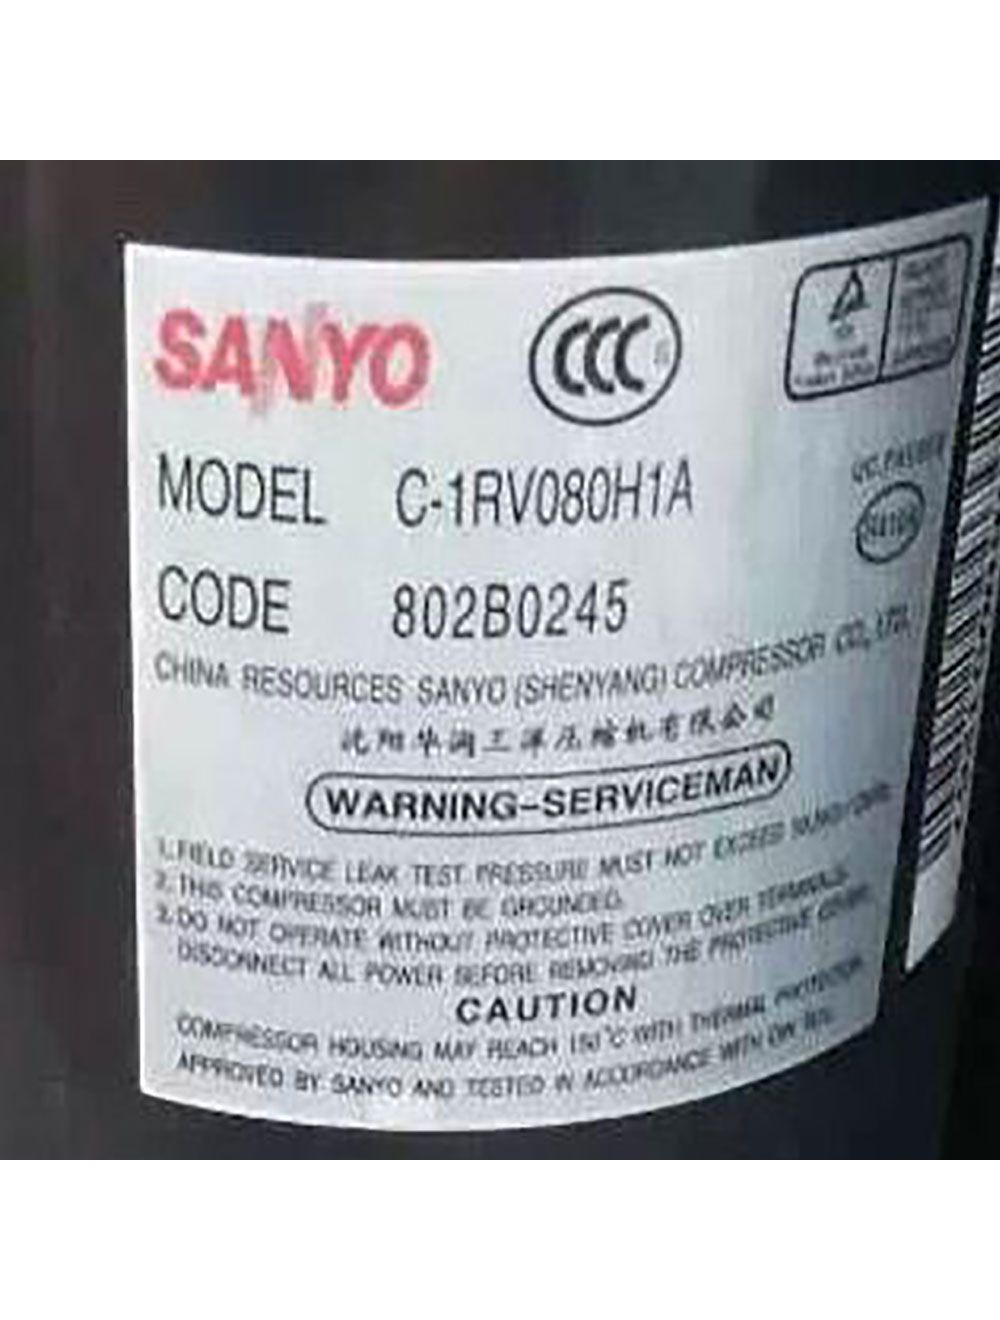 SANYO
CCC
MODEL C-1RV080H1A
R410A
CODE 802B0245
CHINA RESOURCES SANYO (SHENYANG) COMPRESSOR CO., LTD.
沈阳华润三洋压缩机有限公司
WARNING-SERVICEMAN
1. FIELD SERVICE LEAK TEST PRESSURE MUST NOT EXCEED
2. THIS COMPRESSOR MUST BE GROUNDED.
3. DO NOT OPERATE WITHOUT PROTECTIVE COVER OVER TERMINALS.
DISCONNECT ALL POWER BEFORE REMOVING THE PROTECTIVE COVER.
CAUTION
COMPRESSOR HOUSING MAY REACH 150°C WITH THERMAL PROTECTION
APPROVED BY SANYO AND TESTED IN ACCORDANCE WITH